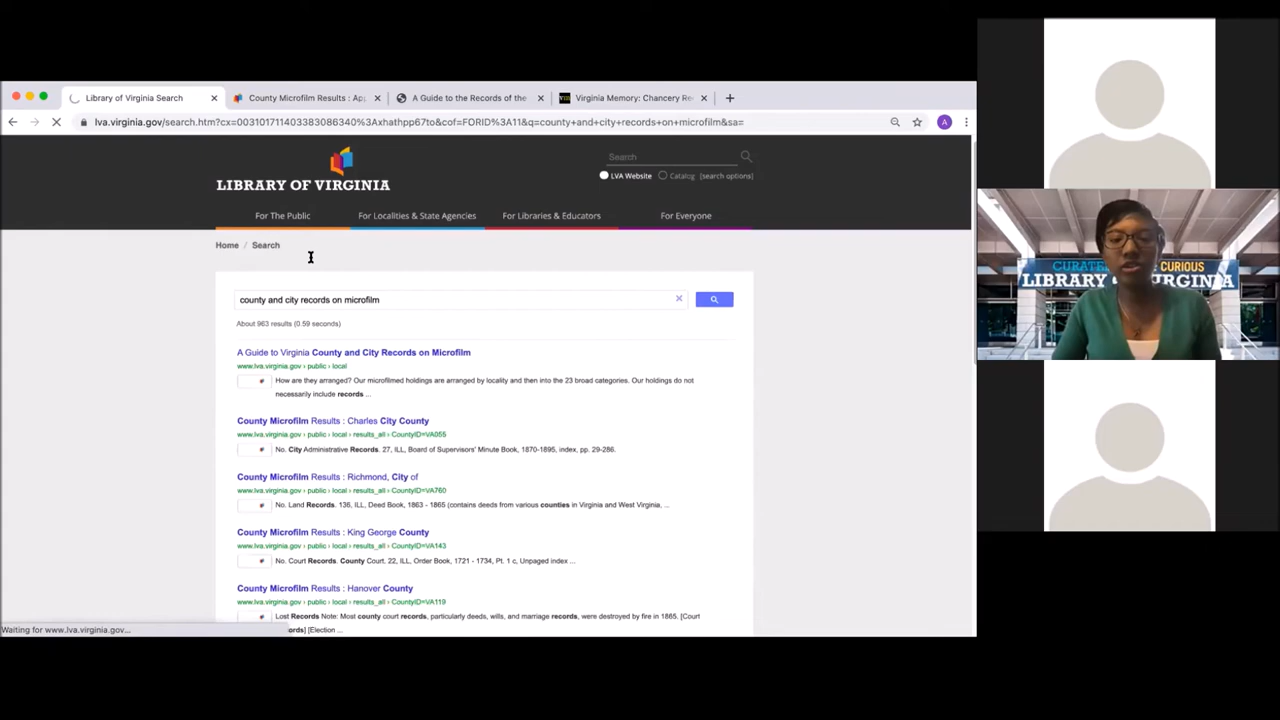 Library of Virginia Search
County Microfilm Results : Ap
A Guide to the Records of the
Virginia Memory: Chancery Re
lva.virginia.gov/search.htm?cx=003101711403383086340%3Axhathpp67to&cof=FORID%3A11&q=county+and+city+records+on+microfilm&sa=
A
Search
LVA Website Catalog [search options]
LIBRARY OF VIRGINIA
For The Public For Localities & State Agencies For Libraries & Educators For Everyone
Home / Search
county and city records on microfilm
About 963 results (0.59 seconds)
A Guide to Virginia County and City Records on Microfilm
www.lva.virginia.gov › public › local
How are they arranged? Our microfilmed holdings are arranged by locality and then into the 23 broad categories. Our holdings do
not necessarily include records ...
County Microfilm Results : Charles City County
www.lva.virginia.gov › public › local › results_all › CountyID=VA055
No. City Administrative Records. 27, ILL, Board of Supervisors' Minute Book, 1870-1895, index, pp. 29-286.
County Microfilm Results : Richmond, City of
www.lva.virginia.gov › public › local › results_all › CountyID=VA760
No. Land Records. 136, ILL, Deed Book, 1863 - 1865 (contains deeds from various counties in Virginia and West Virginia, ...
County Microfilm Results : King George County
www.lva.virginia.gov › public › local › results_all › CountyID=VA143
No. Court Records. County Court. 22, ILL, Order Book, 1721 - 1734, Pt. 1 c, Unpaged index ...
County Microfilm Results : Hanover County
www.lva.virginia.gov › public › local › results_all › CountyID=VA119
Lost Records Note: Most county court records, particularly deeds, wills, and marriage records, were destroyed by fire in 1865. [Court
[Election ...
Waiting for www.lva.virginia.gov...
CURIOUS
LIBRARY OF